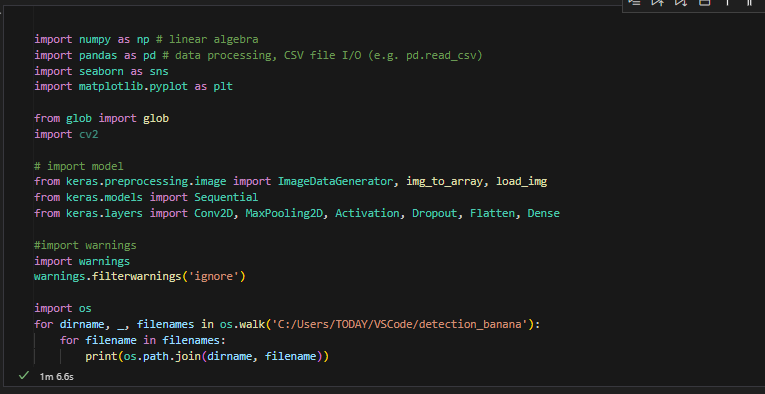 import numpy as np # linear algebra
import pandas as pd # data processing, CSV file I/O (e.g. pd.read_csv)
import seaborn as sns
import matplotlib.pyplot as plt
from glob import glob
import cv2
# import model
from keras.preprocessing.image import ImageDataGenerator, img_to_array, load_img
from keras.models import Sequential
from keras.layers import Conv2D, MaxPooling2D, Activation, Dropout, Flatten, Dense
#import warnings
import warnings
warnings.filterwarnings('ignore')
import os
for dirname, _, filenames in os.walk('C:/Users/TODAY/VSCode/detection_banana'):
    for filename in filenames:
        print(os.path.join(dirname, filename))
1m 6.6s